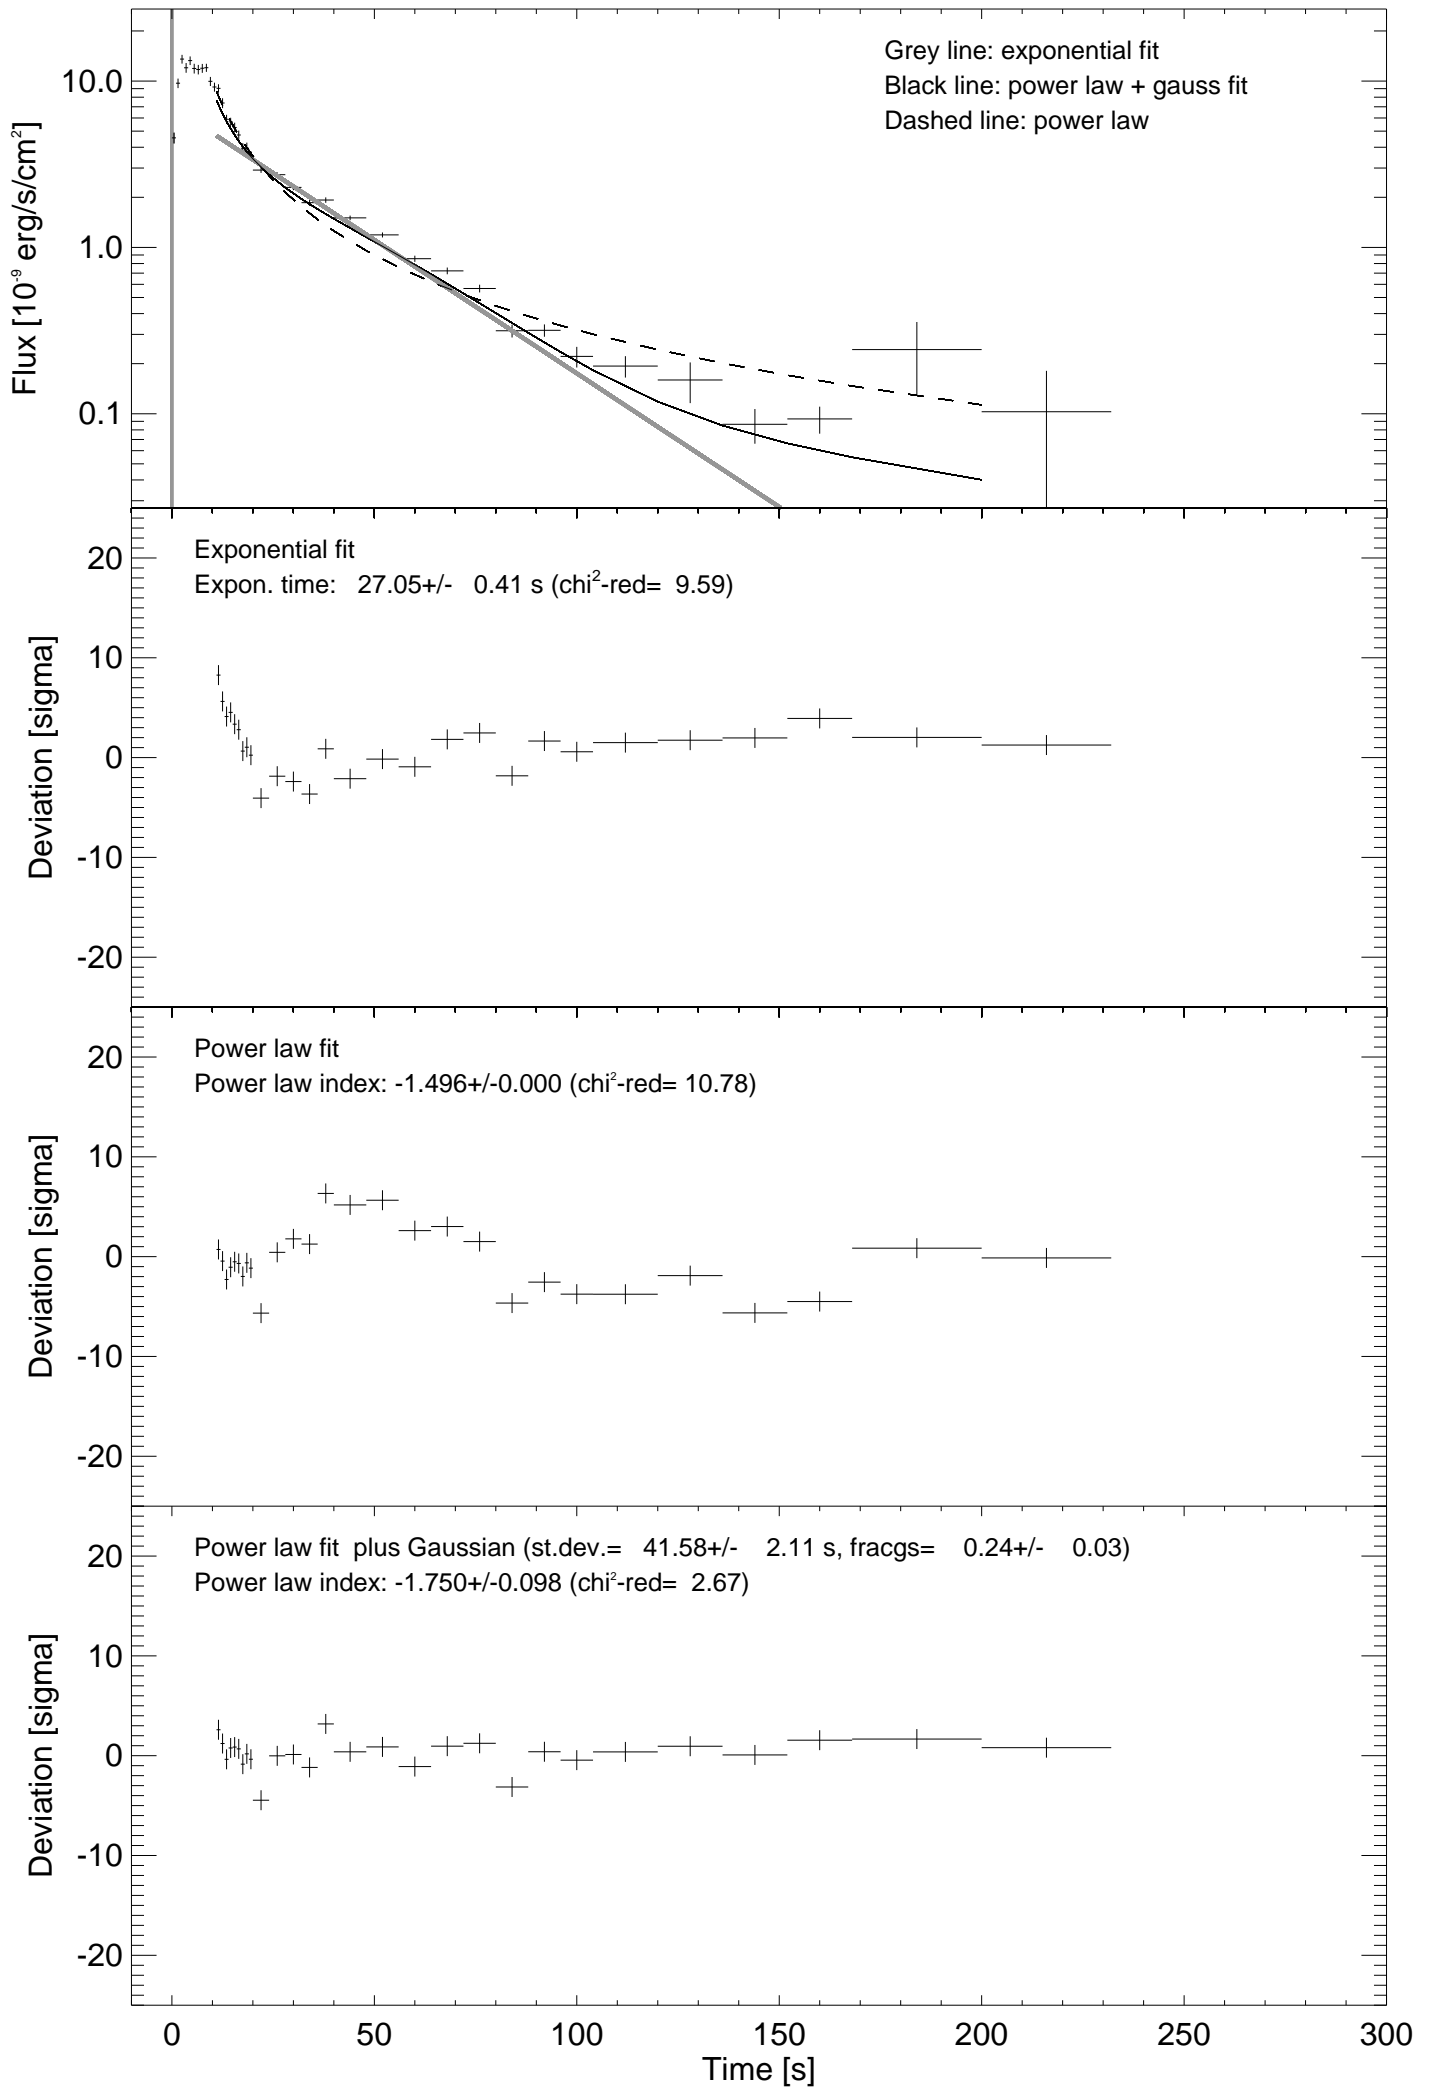 Grey line: exponential fit
Black line: power law + gauss fit
Dashed line: power law
10.0
1.0
0.1
Flux [10⁻⁹ erg/s/cm²]
Exponential fit
Expon. time: 27.05+/- 0.41 s (chi²-red= 9.59)
20
10
0
-10
-20
Deviation [sigma]
Power law fit
Power law index: -1.496+/-0.000 (chi²-red= 10.78)
20
10
0
-10
-20
Deviation [sigma]
Power law fit plus Gaussian (st.dev.= 41.58+/- 2.11 s, fracgs= 0.24+/- 0.03)
Power law index: -1.750+/-0.098 (chi²-red= 2.67)
20
10
0
-10
-20
Deviation [sigma]
0 50 100 150 200 250 300
Time [s]